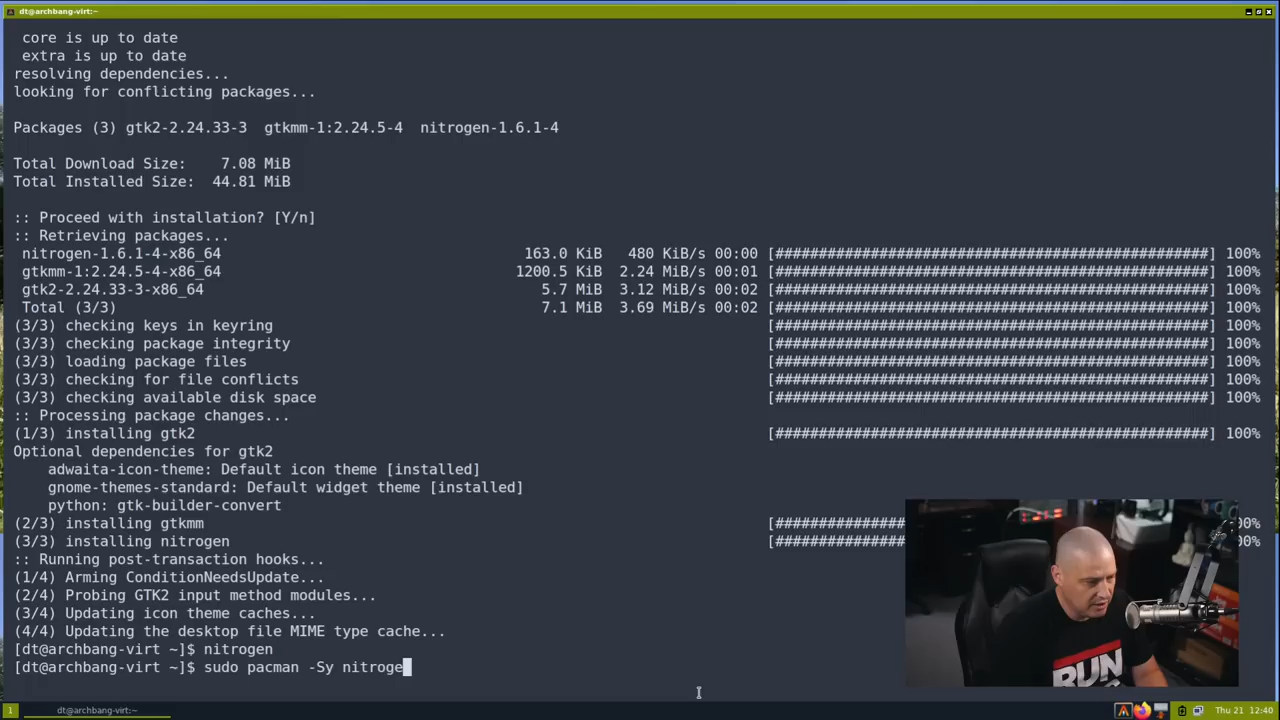 dt@archbang-virt:~
core is up to date
extra is up to date
resolving dependencies...
looking for conflicting packages...
Packages (3) gtk2-2.24.33-3  gtkmm-1:2.24.5-4  nitrogen-1.6.1-4
Total Download Size:    7.08 MiB
Total Installed Size:  44.81 MiB
:: Proceed with installation? [Y/n]
:: Retrieving packages...
nitrogen-1.6.1-4-x86_64  163.0 KiB  480 KiB/s 00:00 [##################################################] 100%
gtkmm-1:2.24.5-4-x86_64  1200.5 KiB  2.24 MiB/s 00:01 [##################################################] 100%
gtk2-2.24.33-3-x86_64  5.7 MiB  3.12 MiB/s 00:02 [##################################################] 100%
Total (3/3)  7.1 MiB  3.69 MiB/s 00:02 [##################################################] 100%
(3/3) checking keys in keyring [##################################################] 100%
(3/3) checking package integrity [##################################################] 100%
(3/3) loading package files [##################################################] 100%
(3/3) checking for file conflicts [##################################################] 100%
(3/3) checking available disk space [##################################################] 100%
:: Processing package changes...
(1/3) installing gtk2 [##################################################] 100%
Optional dependencies for gtk2
adwaita-icon-theme: Default icon theme [installed]
gnome-themes-standard: Default widget theme [installed]
python: gtk-builder-convert
(2/3) installing gtkmm [############### 00%
(3/3) installing nitrogen [############### 00%
:: Running post-transaction hooks...
(1/4) Arming ConditionNeedsUpdate...
(2/4) Probing GTK2 input method modules...
(3/4) Updating icon theme caches...
(4/4) Updating the desktop file MIME type cache...
[dt@archbang-virt ~]$ nitrogen
[dt@archbang-virt ~]$ sudo pacman -Sy nitroge
RUN
1 dt@archbang-virt:~ Thu 21 12:40